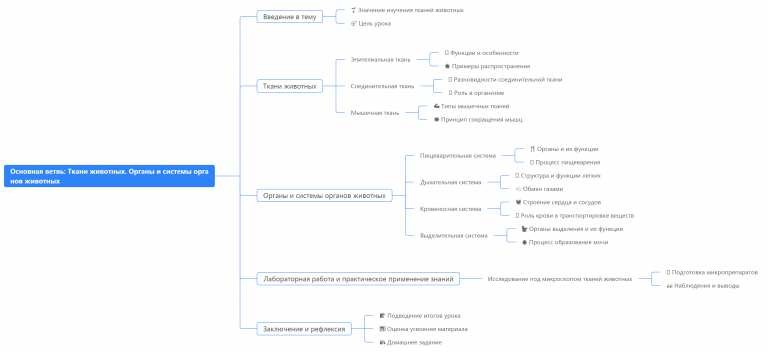 Основная ветвь: Ткани животных. Органы и системы орга
нов животных
Введение в тему
Значение изучения тканей животных
Цель урока
Ткани животных
Эпителиальная ткань
Функции и особенности
Примеры распространения
Соединительная ткань
Разновидности соединительной ткани
Роль в организме
Мышечная ткань
Типы мышечных тканей
Принцип сокращения мышц
Органы и системы органов животных
Пищеварительная система
Органы и их функции
Процесс пищеварения
Дыхательная система
Структура и функции легких
Обмен газами
Кровеносная система
Строение сердца и сосудов
Роль крови в транспортировке веществ
Выделительная система
Органы выделения и их функции
Процесс образования мочи
Лабораторная работа и практическое применение знаний
Исследование под микроскопом тканей животных
Подготовка микропрепаратов
Наблюдения и выводы
Заключение и рефлексия
Подведение итогов урока
Оценка усвоения материала
Домашнее задание